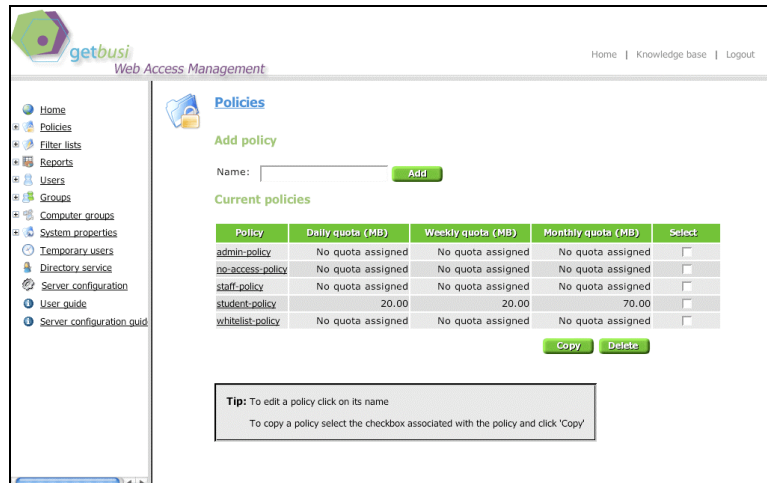 getbusi
Web Access Management
Home | Knowledge base | Logout
Home
Policies
Filter lists
Reports
Users
Groups
Computer groups
System properties
Temporary users
Directory service
Server configuration
User guide
Server configuration guid
Policies
Add policy
Name: Add
Current policies
Policy Daily quota (MB) Weekly quota (MB) Monthly quota (MB) Select
admin-policy No quota assigned No quota assigned No quota assigned
no-access-policy No quota assigned No quota assigned No quota assigned
staff-policy No quota assigned No quota assigned No quota assigned
student-policy 20.00 20.00 70.00
whitelist-policy No quota assigned No quota assigned No quota assigned
Copy Delete
Tip: To edit a policy click on its name
To copy a policy select the checkbox associated with the policy and click 'Copy'